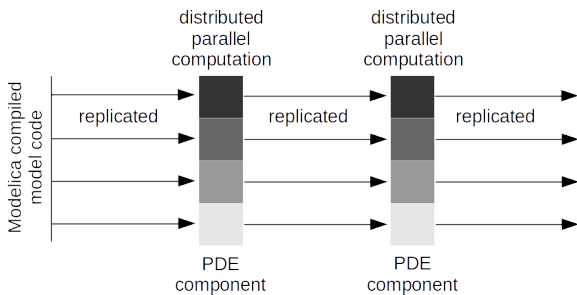 distributed
parallel
computation
distributed
parallel
computation
Modelica compiled
model code
replicated
replicated
replicated
PDE
component
PDE
component